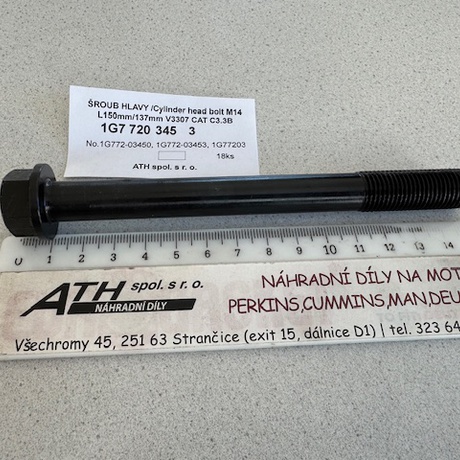 ŠROUB HLAVY /Cylinder head bolt M14
L150mm/137mm V3307 CAT C3.3B
1G7 720 345 3
No.1G772-03450, 1G772-03453, 1G77203
18ks
ATH spol. s r. o.
0 1 2 3 4 5 6 7 8 9 10 11 12 13 14
ATH spol. s r. o.
NÁHRADNÍ DÍLY
NÁHRADNÍ DÍLY NA MOT
PERKINS,CUMMINS,MAN,DEU
Všechromy 45, 251 63 Strančice (exit 15, dálnice D1) | tel. 323 64